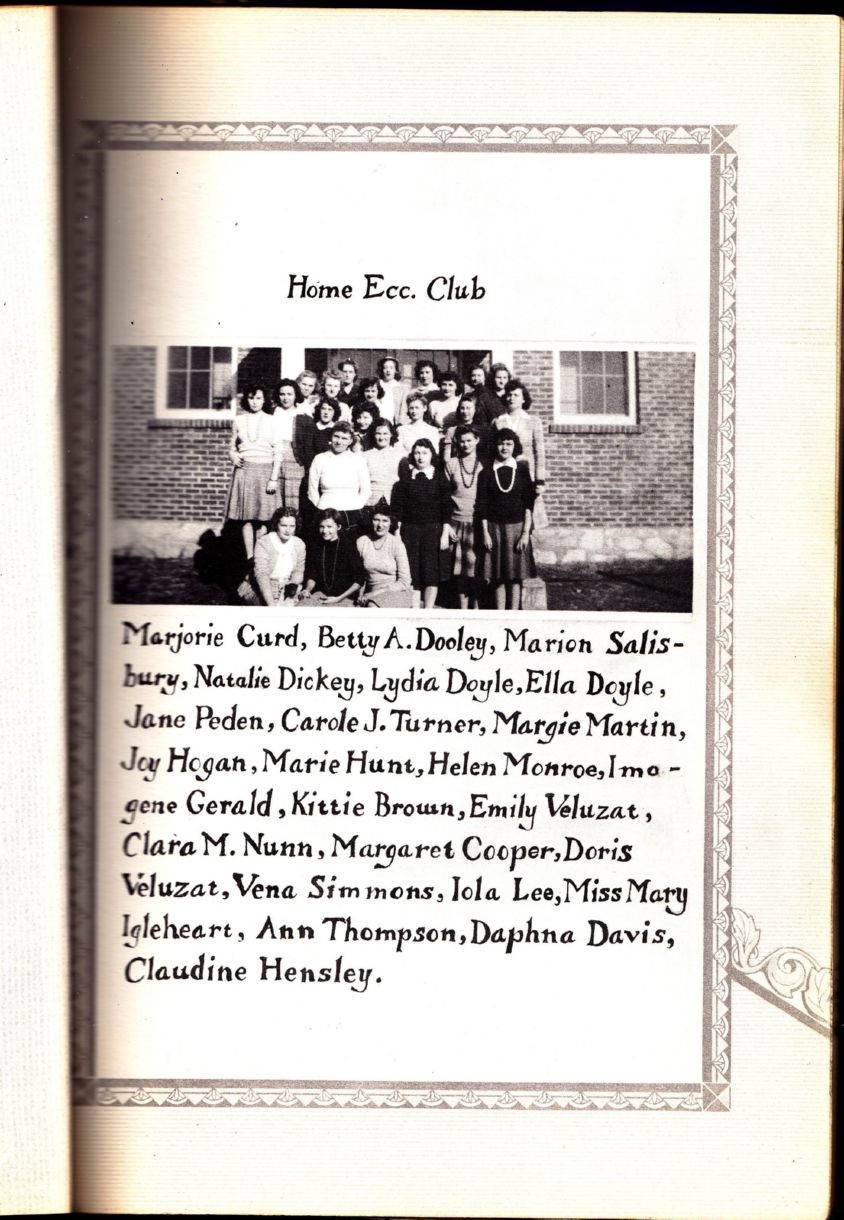 Home Ecc. Club
Marjorie Curd, Betty A. Dooley, Marion Salis-
bury, Natalie Dickey, Lydia Doyle, Ella Doyle,
Jane Peden, Carole J. Turner, Margie Martin,
Joy Hogan, Marie Hunt, Helen Monroe, Imo-
gene Gerald, Kittie Brown, Emily Veluzat,
Clara M. Nunn, Margaret Cooper, Doris
Veluzat, Vena Simmons, Iola Lee, Miss Mary
Igleheart, Ann Thompson, Daphna Davis,
Claudine Hensley.